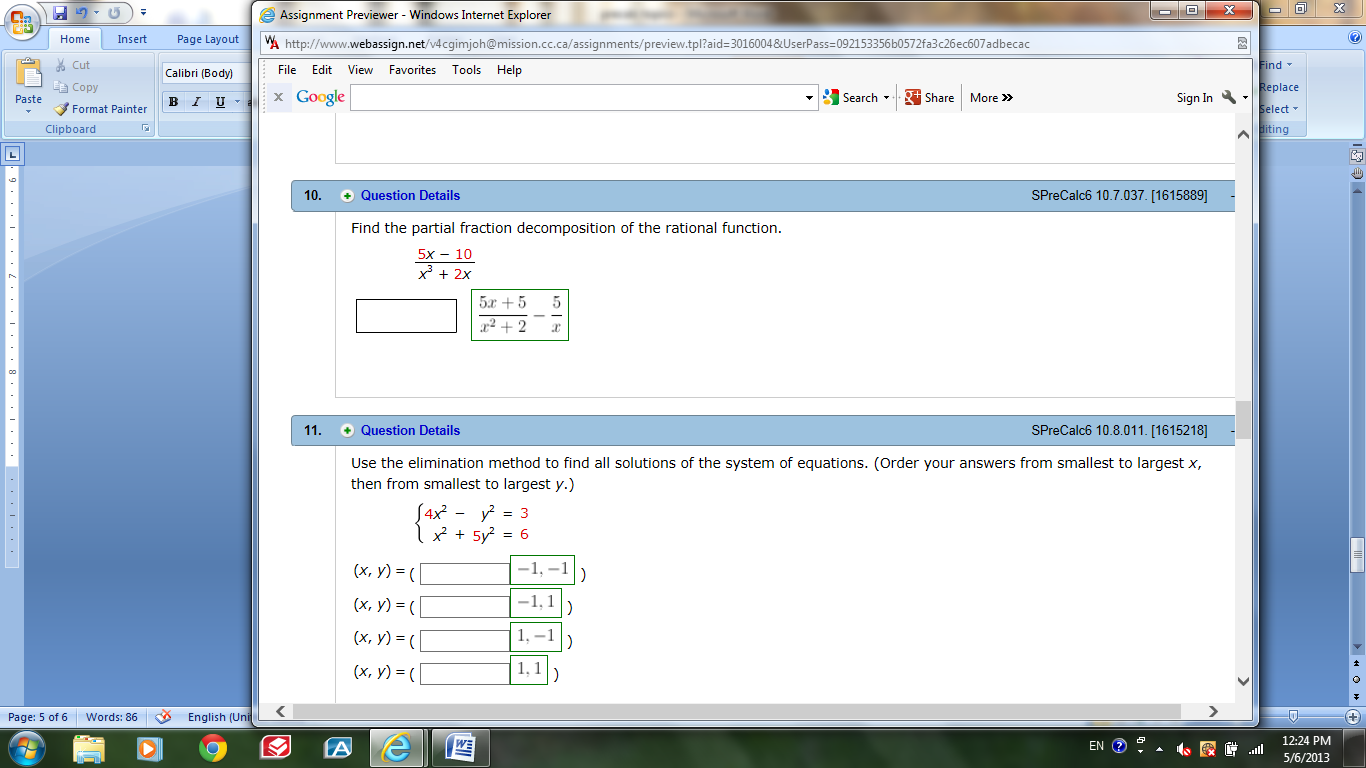 Assignment Previewer - Windows Internet Explorer
Home Insert Page Layout
http://www.webassign.net/v4cgimjoh@mission.cc.ca/assignments/preview.tpl?aid=3016004&UserPass=092153356b0572fa3c26ec607adbecac
File Edit View Favorites Tools Help
Cut
Copy
Paste
Format Painter
Clipboard
Calibri (Body)
B I U
Find
Replace
Select
diting
x Google Search Share More » Sign In
10. Question Details SPreCalc6 10.7.037. [1615889] -
Find the partial fraction decomposition of the rational function.
5x − 10
x³ + 2x
5x + 5 / x² + 2 − 5 / x
11. Question Details SPreCalc6 10.8.011. [1615218] -
Use the elimination method to find all solutions of the system of equations. (Order your answers from smallest to largest x,
then from smallest to largest y.)
4x² − y² = 3
x² + 5y² = 6
(x, y) = ( −1, −1 )
(x, y) = ( −1, 1 )
(x, y) = ( 1, −1 )
(x, y) = ( 1, 1 )
6
7
8
Page: 5 of 6 Words: 86 English (Uni
EN 12:24 PM
5/6/2013